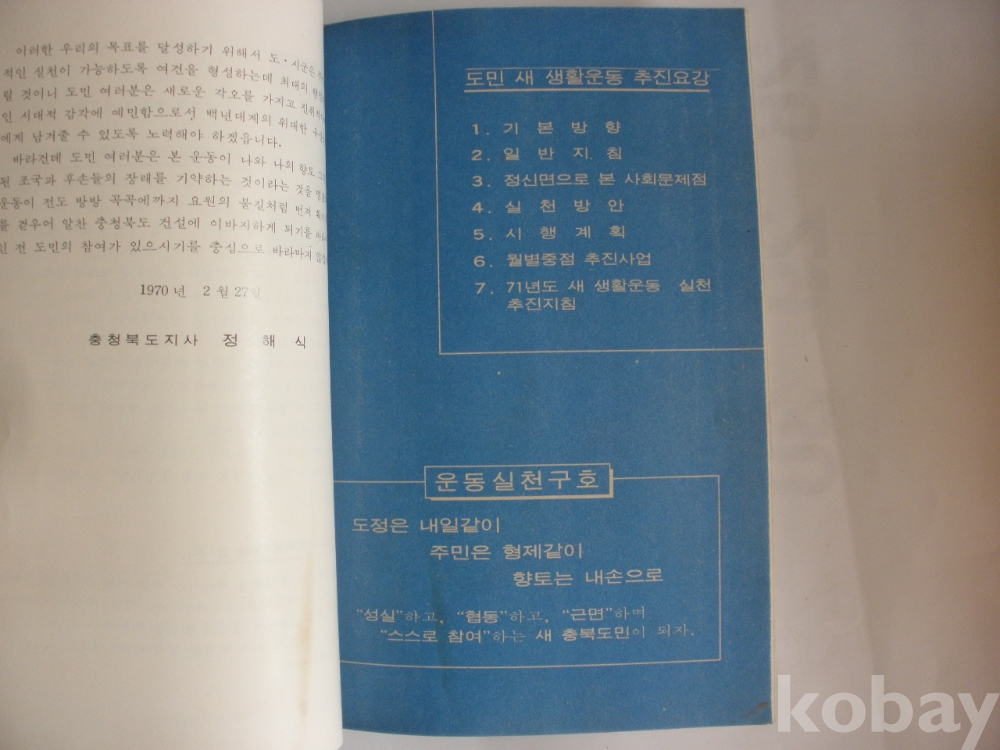 이러한 우리의 목표를 달성하기 위해서 도·시군은
적인 실천이 가능하도록 여건을 형성하는데 최대의
릴 것이니 도민 여러분은 새로운 각오를 가지고
인 시대적 감각에 예민함으로서 백년대계의 위대한
에게 남겨줄 수 있도록 노력해야 하겠읍니다.
바라건데 도민 여러분은 본 운동이 나와 나의 향토
된 조국과 후손들의 장래를 기약하는 것이라는 것을
운동이 전도 방방 곡곡에까지 요원의 물질처럼 번져
를 겉우어 알찬 충청북도 건설에 이바지하게 되기를
인 전 도민의 참여가 있으시기를 충심으로 바라마지
1970년 2월 27일
충청북도지사 정 해 식
도민 새 생활운동 추진요강
1. 기 본 방 향
2. 일 반 지 침
3. 정신면으로 본 사회문제점
4. 실 천 방 안
5. 시 행 계 획
6. 월별중점 추진사업
7. 71년도 새 생활운동 실천
추진지침
운동실천구호
도정은 내일같이
주민은 형제같이
향토는 내손으로
"성실"하고, "협동"하고, "근면"하며
"스스로 참여"하는 새 충북도민이 되자.
kobay